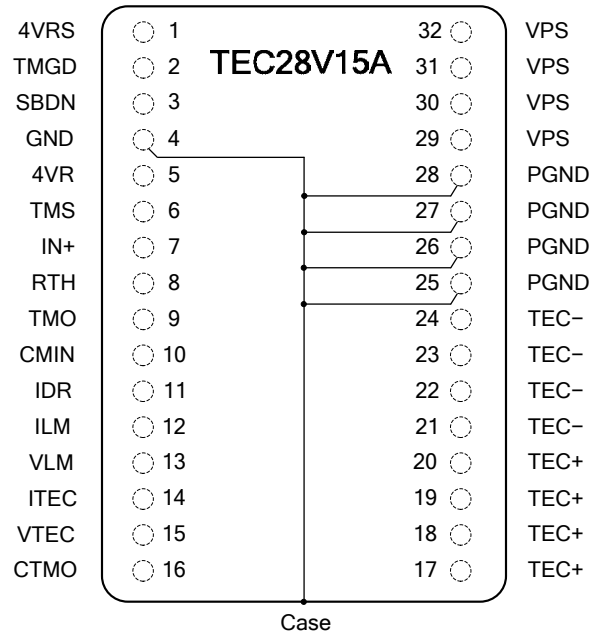 4VRS 1 32 VPS
TEC28V15A
TMGD 2 31 VPS
SBDN 3 30 VPS
GND 4 29 VPS
4VR 5 28 PGND
TMS 6 27 PGND
IN+ 7 26 PGND
RTH 8 25 PGND
TMO 9 24 TEC−
CMIN 10 23 TEC−
IDR 11 22 TEC−
ILM 12 21 TEC−
VLM 13 20 TEC+
ITEC 14 19 TEC+
VTEC 15 18 TEC+
CTMO 16 17 TEC+
Case